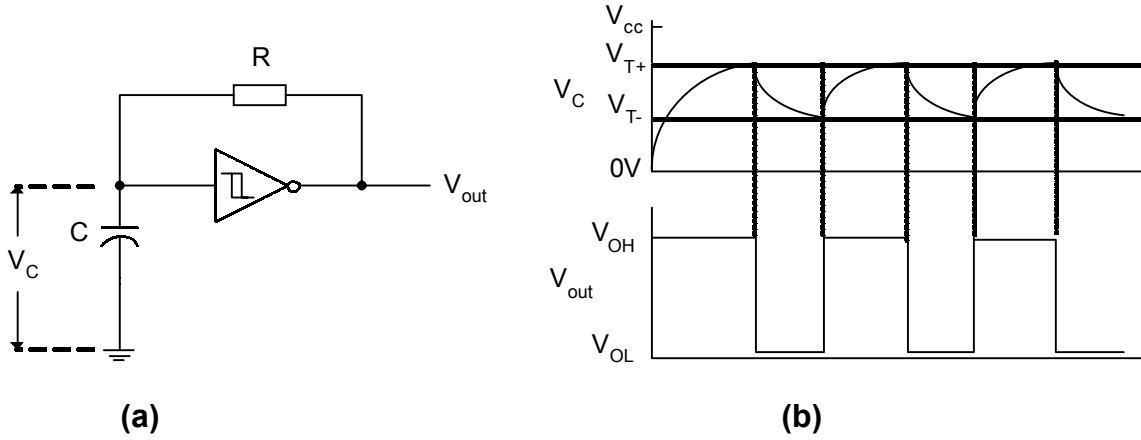 R
C
V_C
V_out
(a)
V_cc
V_T+
V_C
V_T-
0V
V_OH
V_out
V_OL
(b)